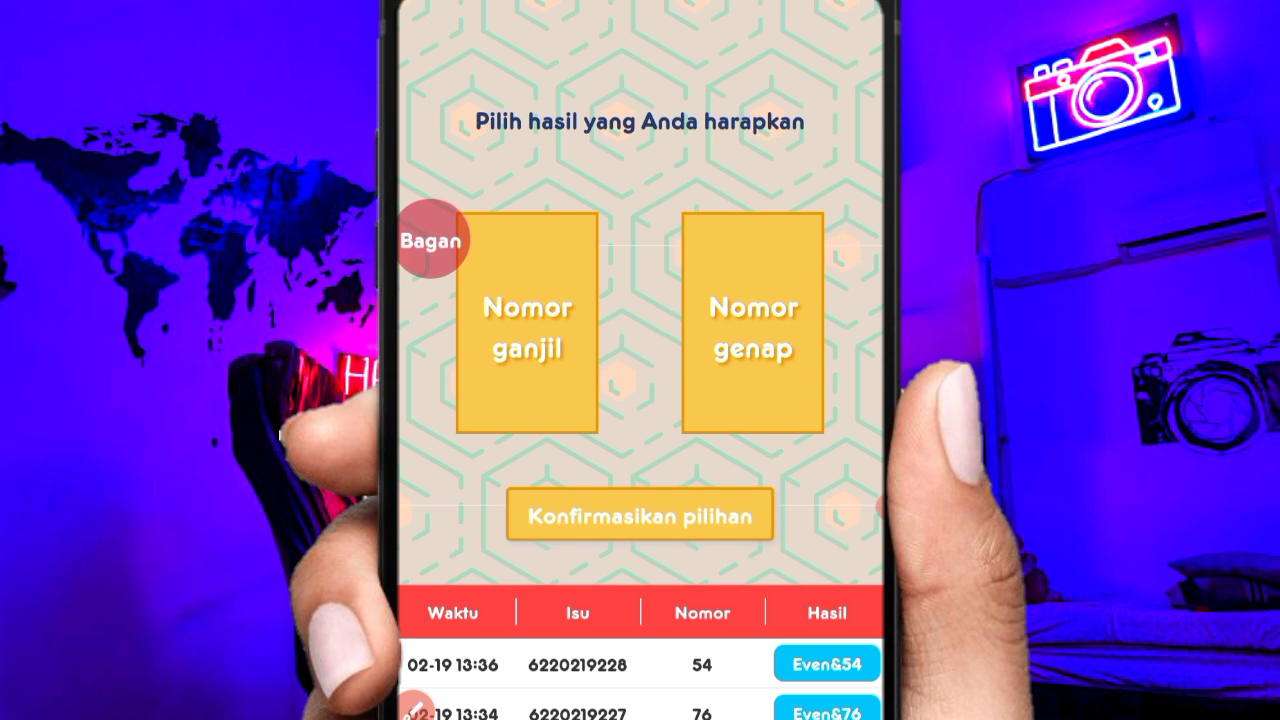 Pilih hasil yang Anda harapkan
Bagan
Nomor
ganjil
Nomor
genap
Konfirmasikan pilihan
Waktu Isu Nomor Hasil
02-19 13:36 6220219228 54 Even&54
02-19 13:34 6220219227 76 Even&76